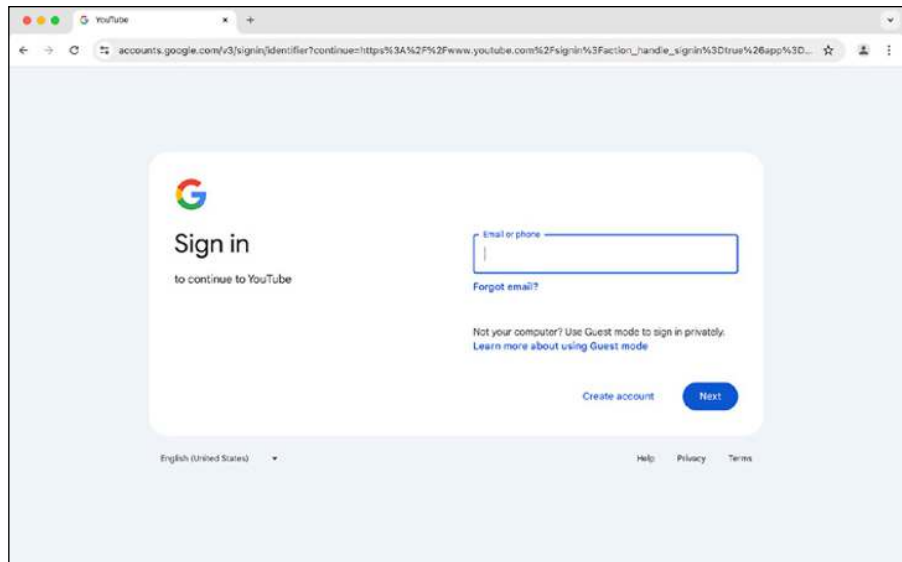 YouTube
accounts.google.com/v3/signin/identifier?continue=https%3A%2F%2Fwww.youtube.com%2Fsignin%3Faction_handle_signin%3Dtrue%26app%3D...
Sign in
to continue to YouTube
Email or phone
Forgot email?
Not your computer? Use Guest mode to sign in privately.
Learn more about using Guest mode
Create account
Next
English (United States)
Help Privacy Terms